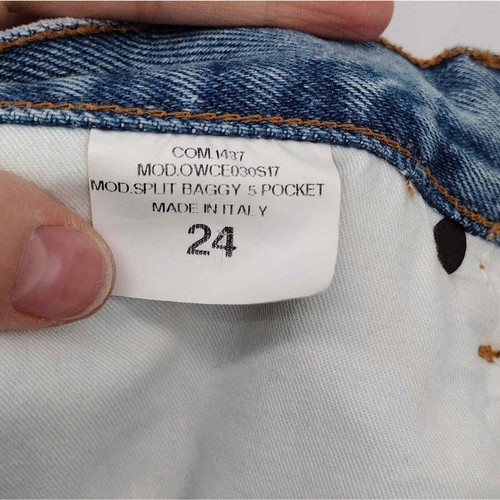 COM.1437
MOD.OWCE030S17
MOD.SPLIT BAGGY 5 POCKET
MADE IN ITALY
24